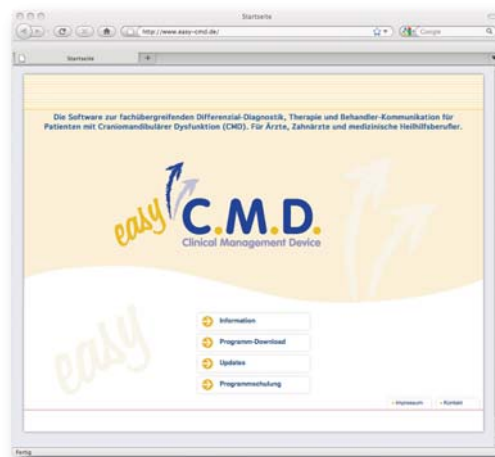 Startseite
http://www.easy-cmd.de/
Google
Startseite
Die Software zur fachübergreifenden Differenzial-Diagnostik, Therapie und Behandler-Kommunikation für
Patienten mit Craniomandibulärer Dysfunktion (CMD). Für Ärzte, Zahnärzte und medizinische Heilhilfsberufler.
easy
C.M.D.
Clinical Management Device
easy
Information
Programm-Download
Updates
Programmschulung
Impressum
Kontakt
Fertig